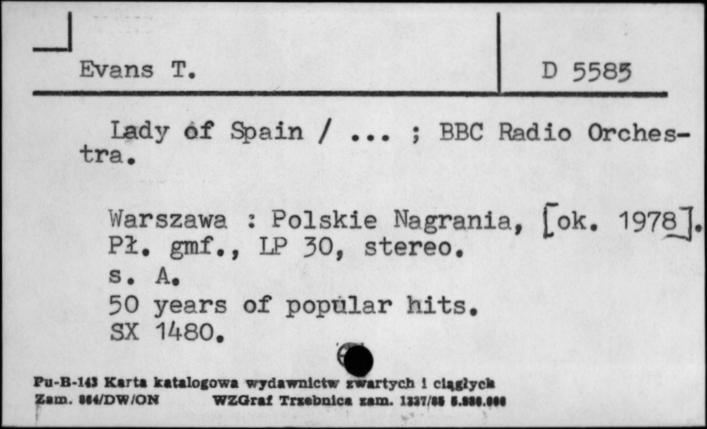 Evans T.
D 5585
Lady of Spain / ... ; BBC Radio Orches-
tra.
Warszawa : Polskie Nagrania, [ok. 1978].
Pł. gmf., LP 30, stereo.
s. A.
50 years of popular hits.
SX 1480.
Pu-B-143 Karta katalogowa wydawnictw zwartych i ciągłych
Zam. 864/DW/ON WZGraf Trzebnica zam.